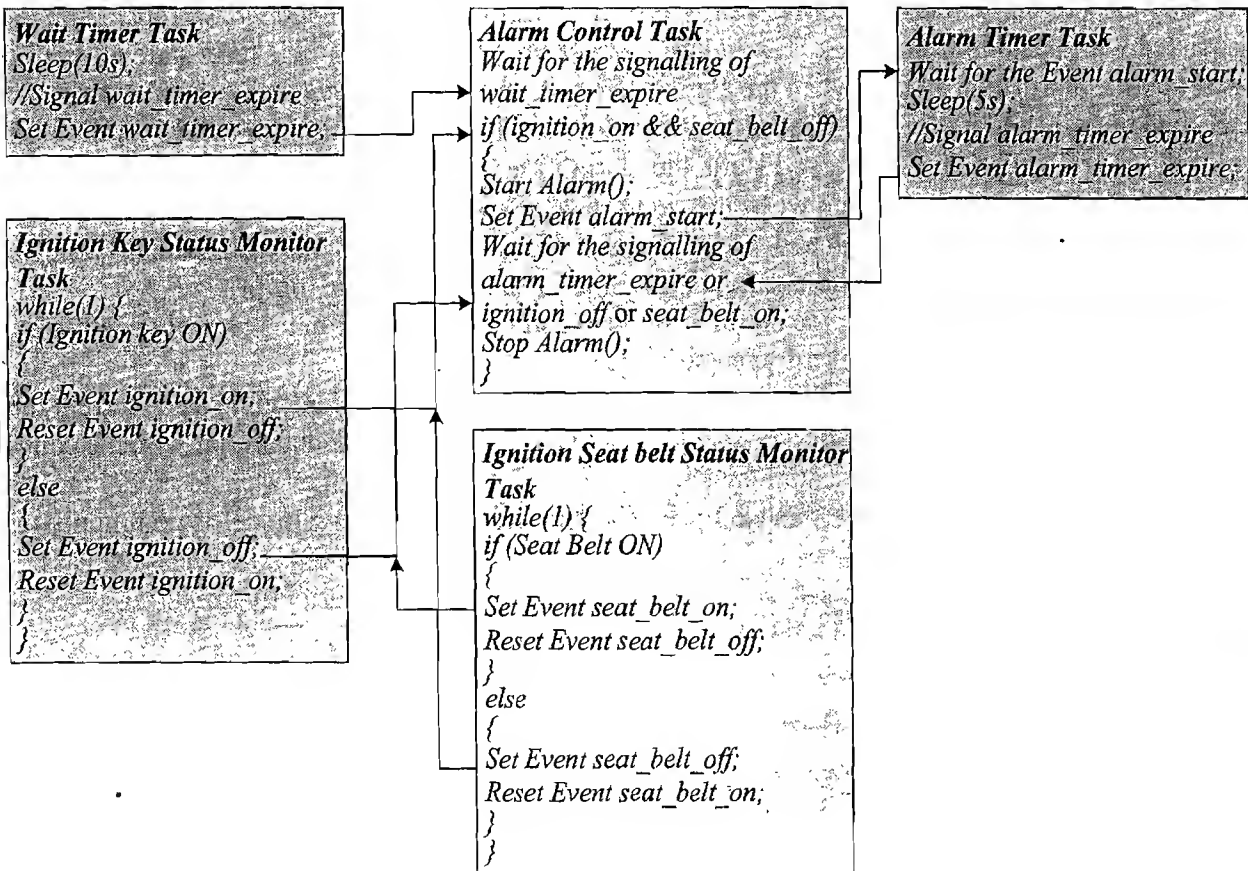 Wait Timer Task
Sleep(10s);
//Signal wait_timer_expire
Set Event wait_timer_expire;
Ignition Key Status Monitor
Task
while(1) {
if (Ignition key ON)
{
Set Event ignition_on;
Reset Event ignition_off;
}
else
{
Set Event ignition_off;
Reset Event ignition_on;
}
}
Alarm Control Task
Wait for the signalling of
wait_timer_expire
if (ignition_on && seat_belt_off)
{
Start Alarm();
Set Event alarm_start;
Wait for the signalling of
alarm_timer_expire or
ignition_off or seat_belt_on;
Stop Alarm();
}
Ignition Seat belt Status Monitor
Task
while(1) {
if (Seat Belt ON)
{
Set Event seat_belt_on;
Reset Event seat_belt_off;
}
else
{
Set Event seat_belt_off;
Reset Event seat_belt_on;
}
}
Alarm Timer Task
Wait for the Event alarm_start;
Sleep(5s);
//Signal alarm_timer_expire
Set Event alarm_timer_expire;